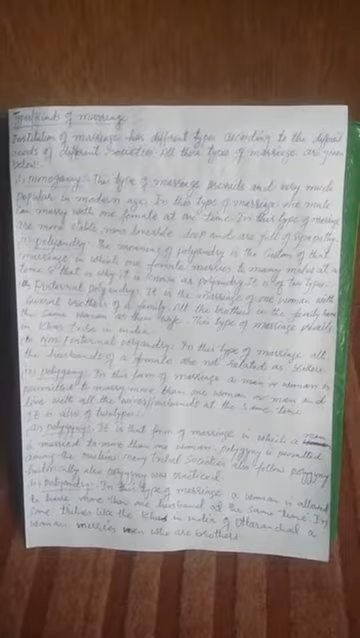 Types/Kinds of marriage
Institution of marriages has different types according to the different
needs of different societies. All these types of marriage are given
below:-
(i) monogamy:- This type of marriage prevails and very much
popular in modern age. In this type of marriage one male
can marry with one female at one time. In this type of marriage
are more stable, more loveable deep and are full of sympathy.
(ii) polyandry:- The meaning of polyandry is the custom of that
marriage in which one female marries to many males at a
time & that is why it is known as polyandry. It is of two types:
(a) Fraternal polyandry:- It is the marriage of one woman with
several brothers of a family. All the brothers in the family have
the same woman as their wife. This type of marriage prevails
in Khas tribe in india.
(b) Non fraternal polyandry: In this type of marriage all
the husbands of a female are not related as
(iii) polygamy:- In this form of marriage a man or woman is
permitted to marry more than one woman or man and
live with all the wives/husbands at the same time.
It is also of two types:
(a) polygyny:- It is that form of marriage in which a man
is married to more than one woman. polygyny is permitted
among the muslims. many tribal societies also follow polygyny
historically also polygyny was practiced.
(b) polyandry:- In this type of marriage a woman is allowed
to have more than one husband at the same time. In
some tribes like the Khas in india of Uttaranchal a
woman marries men who are brothers